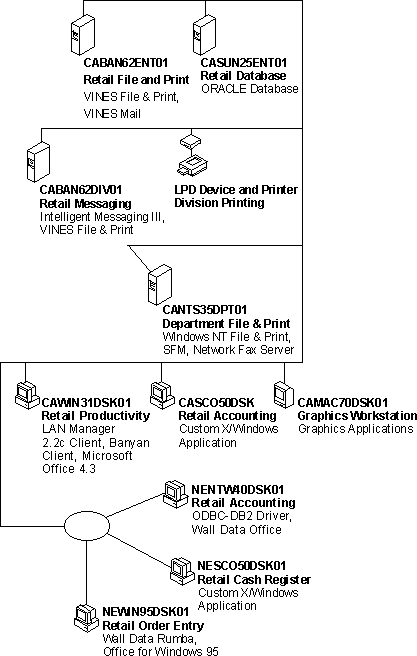 CABAN62ENT01
Retail File and Print
VINES File & Print,
VINES Mail
CASUN25ENT01
Retail Database
ORACLE Database
CABAN62DIV01
Retail Messaging
Intelligent Messaging III,
VINES File & Print
LPD Device and Printer
Division Printing
CANTS35DPT01
Department File & Print
Windows NT File & Print,
SFM, Network Fax Server
CAWIN31DSK01
Retail Productivity
LAN Manager
2.2c Client, Banyan
Client, Microsoft
Office 4.3
CASCO50DSK
Retail Accounting
Custom X/Windows
Application
CAMAC70DSK01
Graphics Workstation
Graphics Applications
NENTW40DSK01
Retail Accounting
ODBC-DB2 Driver,
Wall Data Office
NESCO50DSK01
Retail Cash Register
Custom X/Windows
Application
NEWIN95DSK01
Retail Order Entry
Wall Data Rumba,
Office for Windows 95